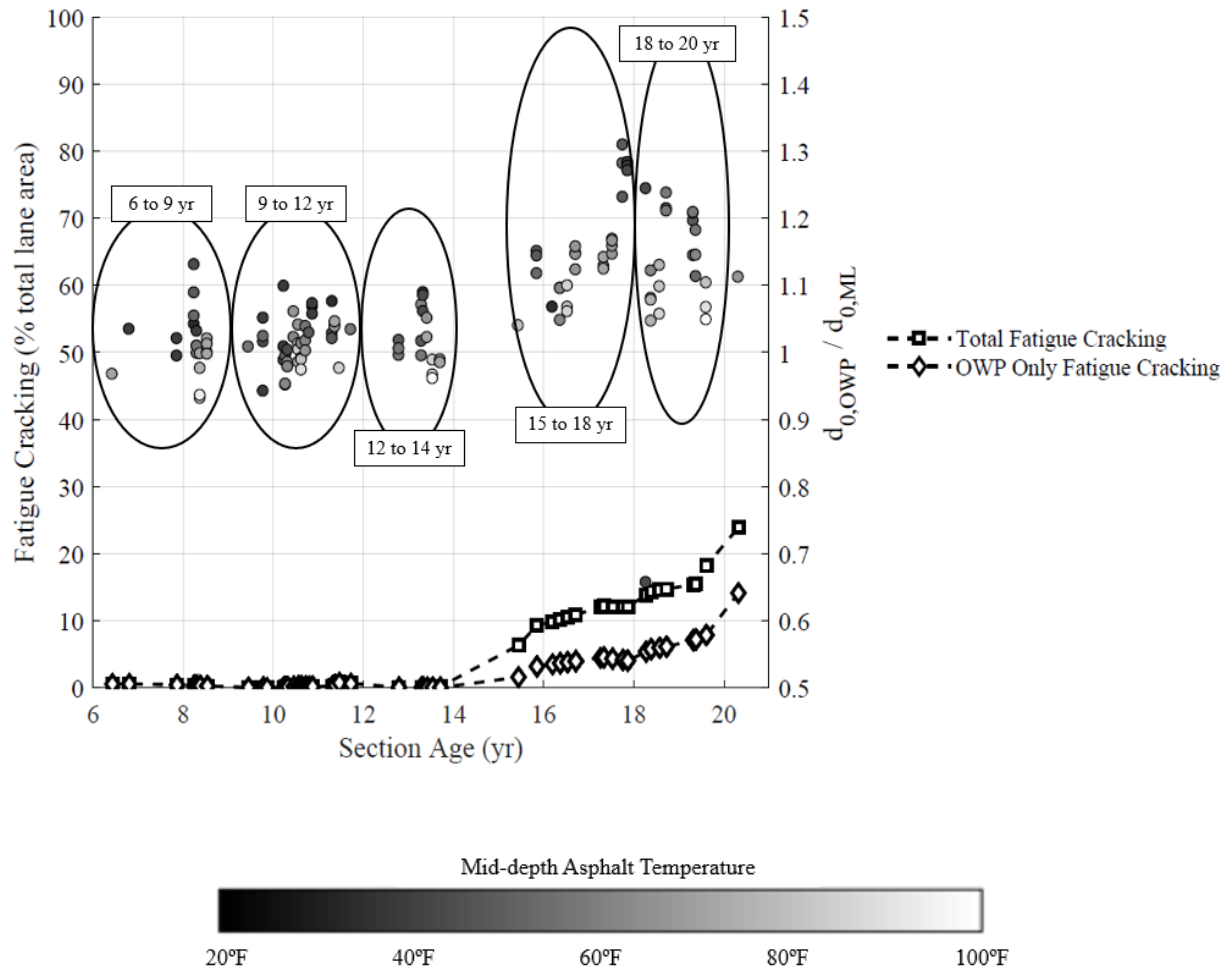 100
90
80
70
60
50
40
30
20
10
0
Fatigue Cracking (% total lane area)
1.5
1.4
1.3
1.2
1.1
1
0.9
0.8
0.7
0.6
0.5
d0,OWP / d0,ML
6 to 9 yr
9 to 12 yr
12 to 14 yr
15 to 18 yr
18 to 20 yr
6 8 10 12 14 16 18 20
Section Age (yr)
Total Fatigue Cracking
OWP Only Fatigue Cracking
Mid-depth Asphalt Temperature
20ºF 40ºF 60ºF 80ºF 100ºF